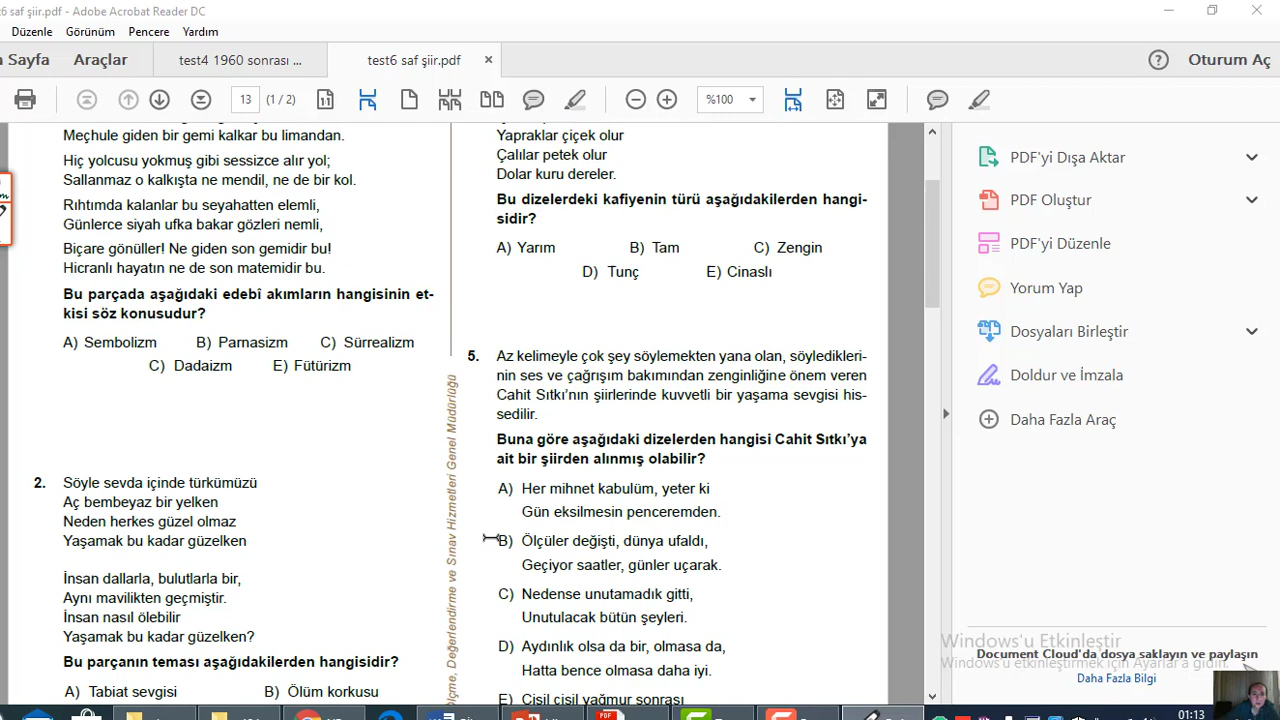 t6 saf şiir.pdf - Adobe Acrobat Reader DC
Düzenle Görünüm Pencere Yardım
Sayfa Araçlar test4 1960 sonrası ... test6 saf şiir.pdf × Oturum Aç
13 (1 / 2) %100
Meçhule giden bir gemi kalkar bu limandan.
Hiç yolcusu yokmuş gibi sessizce alır yol;
Sallanmaz o kalkışta ne mendil, ne de bir kol.
Rıhtımda kalanlar bu seyahatten elemli,
Günlerce siyah ufka bakar gözleri nemli,
Biçare gönüller! Ne giden son gemidir bu!
Hicranlı hayatın ne de son matemidir bu.
Bu parçada aşağıdaki edebî akımların hangisinin et-
kisi söz konusudur?
A) Sembolizm B) Parnasizm C) Sürrealizm
C) Dadaizm E) Fütürizm
2. Söyle sevda içinde türkümüzü
Aç bembeyaz bir yelken
Neden herkes güzel olmaz
Yaşamak bu kadar güzelken
İnsan dallarla, bulutlarla bir,
Aynı mavilikten geçmiştir.
İnsan nasıl ölebilir
Yaşamak bu kadar güzelken?
Bu parçanın teması aşağıdakilerden hangisidir?
A) Tabiat sevgisi B) Ölüm korkusu
Ölçme, Değerlendirme ve Sınav Hizmetleri Genel Müdürlüğü
Yapraklar çiçek olur
Çalılar petek olur
Dolar kuru dereler.
Bu dizelerdeki kafiyenin türü aşağıdakilerden hangi-
sidir?
A) Yarım B) Tam C) Zengin
D) Tunç E) Cinaslı
5. Az kelimeyle çok şey söylemekten yana olan, söyledikleri-
nin ses ve çağrışım bakımından zenginliğine önem veren
Cahit Sıtkı’nın şiirlerinde kuvvetli bir yaşama sevgisi his-
sedilir.
Buna göre aşağıdaki dizelerden hangisi Cahit Sıtkı’ya
ait bir şiirden alınmış olabilir?
A) Her mihnet kabulüm, yeter ki
Gün eksilmesin penceremden.
B) Ölçüler değişti, dünya ufaldı,
Geçiyor saatler, günler uçarak.
C) Nedense unutamadık gitti,
Unutulacak bütün şeyleri.
D) Aydınlık olsa da bir, olmasa da,
Hatta bence olmasa daha iyi.
E) Çisil çisil yağmur sonrası
PDF'yi Dışa Aktar
PDF Oluştur
PDF'yi Düzenle
Yorum Yap
Dosyaları Birleştir
Doldur ve İmzala
Daha Fazla Araç
Windows'u Etkinleştir
Document Cloud'da dosya saklayın ve paylaşın
Windows'u etkinleştirmek için Ayarlar'a gidin.
Daha Fazla Bilgi
01:13